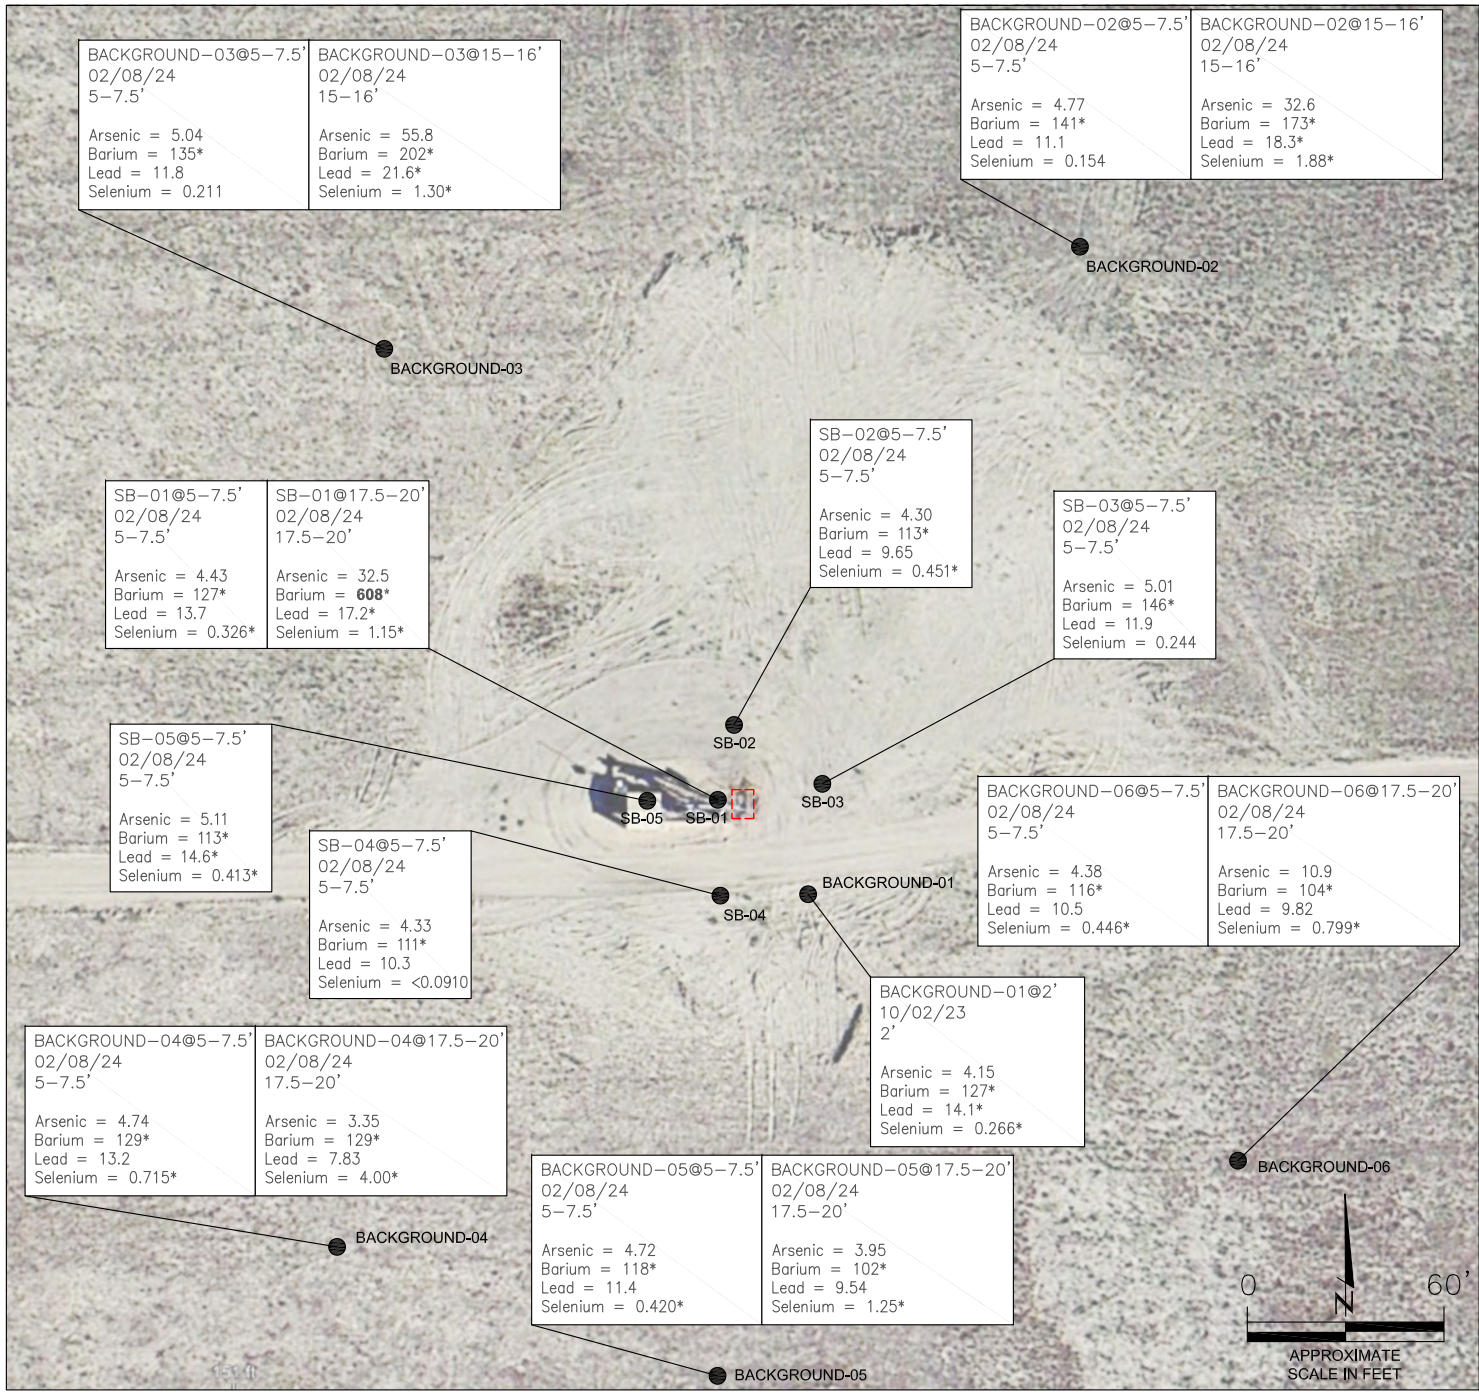 BACKGROUND-03@5-7.5'
02/08/24
5-7.5'
Arsenic = 5.04
Barium = 135*
Lead = 11.8
Selenium = 0.211
BACKGROUND-03@15-16'
02/08/24
15-16'
Arsenic = 55.8
Barium = 202*
Lead = 21.6*
Selenium = 1.30*
BACKGROUND-02@5-7.5'
02/08/24
5-7.5'
Arsenic = 4.77
Barium = 141*
Lead = 11.1
Selenium = 0.154
BACKGROUND-02@15-16'
02/08/24
15-16'
Arsenic = 32.6
Barium = 173*
Lead = 18.3*
Selenium = 1.88*
BACKGROUND-02
BACKGROUND-03
SB-02@5-7.5'
02/08/24
5-7.5'
Arsenic = 4.30
Barium = 113*
Lead = 9.65
Selenium = 0.451*
SB-01@5-7.5'
02/08/24
5-7.5'
Arsenic = 4.43
Barium = 127*
Lead = 13.7
Selenium = 0.326*
SB-01@17.5-20'
02/08/24
17.5-20'
Arsenic = 32.5
Barium = 608*
Lead = 17.2*
Selenium = 1.15*
SB-03@5-7.5'
02/08/24
5-7.5'
Arsenic = 5.01
Barium = 146*
Lead = 11.9
Selenium = 0.244
SB-05@5-7.5'
02/08/24
5-7.5'
Arsenic = 5.11
Barium = 113*
Lead = 14.6*
Selenium = 0.413*
SB-02
SB-03
SB-05
SB-01
SB-04@5-7.5'
02/08/24
5-7.5'
Arsenic = 4.33
Barium = 111*
Lead = 10.3
Selenium = <0.0910
BACKGROUND-01
SB-04
BACKGROUND-06@5-7.5'
02/08/24
5-7.5'
Arsenic = 4.38
Barium = 116*
Lead = 10.5
Selenium = 0.446*
BACKGROUND-06@17.5-20'
02/08/24
17.5-20'
Arsenic = 10.9
Barium = 104*
Lead = 9.82
Selenium = 0.799*
BACKGROUND-01@2'
10/02/23
2'
Arsenic = 4.15
Barium = 127*
Lead = 14.1*
Selenium = 0.266*
BACKGROUND-04@5-7.5'
02/08/24
5-7.5'
Arsenic = 4.74
Barium = 129*
Lead = 13.2
Selenium = 0.715*
BACKGROUND-04@17.5-20'
02/08/24
17.5-20'
Arsenic = 3.35
Barium = 129*
Lead = 7.83
Selenium = 4.00*
BACKGROUND-04
BACKGROUND-05@5-7.5'
02/08/24
5-7.5'
Arsenic = 4.72
Barium = 118*
Lead = 11.4
Selenium = 0.420*
BACKGROUND-05@17.5-20'
02/08/24
17.5-20'
Arsenic = 3.95
Barium = 102*
Lead = 9.54
Selenium = 1.25*
BACKGROUND-05
BACKGROUND-06
0 60'
N
APPROXIMATE
SCALE IN FEET